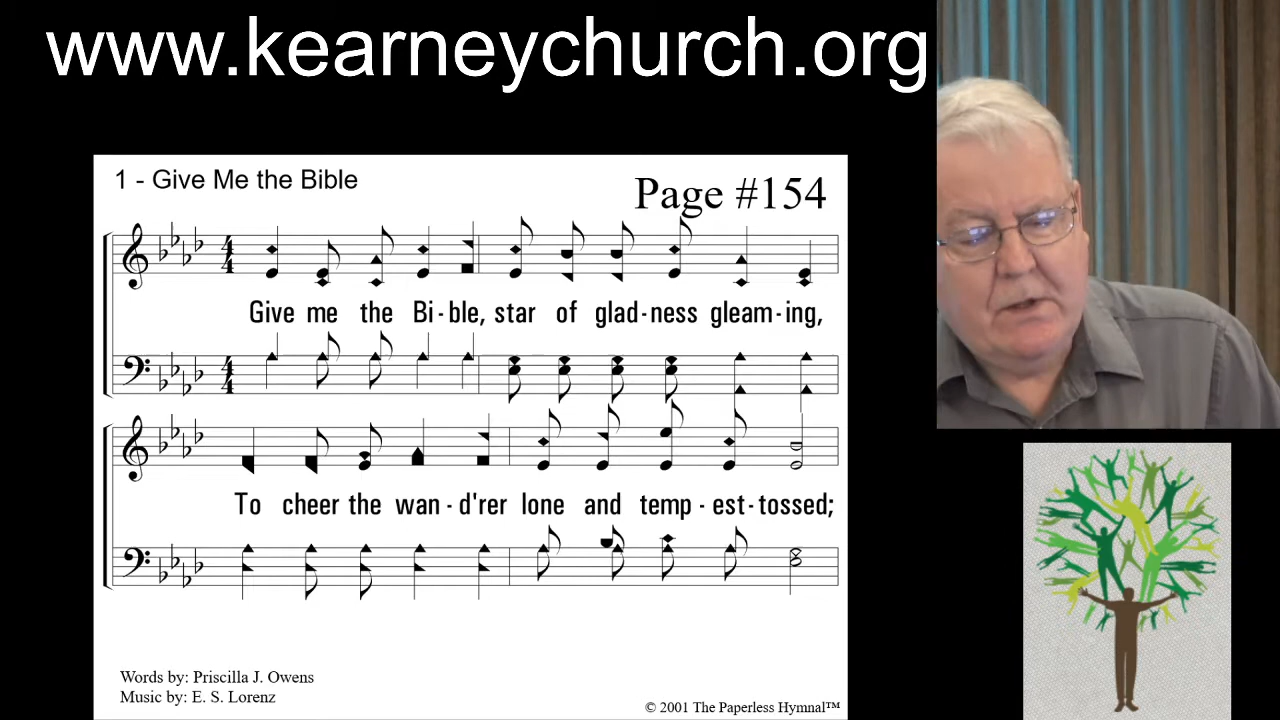 www.kearneychurch.org
1 - Give Me the Bible
Page #154
Give me the Bi - ble, star of glad - ness gleam - ing,
To cheer the wan - d'rer lone and temp - est - tossed;
Words by: Priscilla J. Owens
Music by: E. S. Lorenz
© 2001 The Paperless Hymnal™